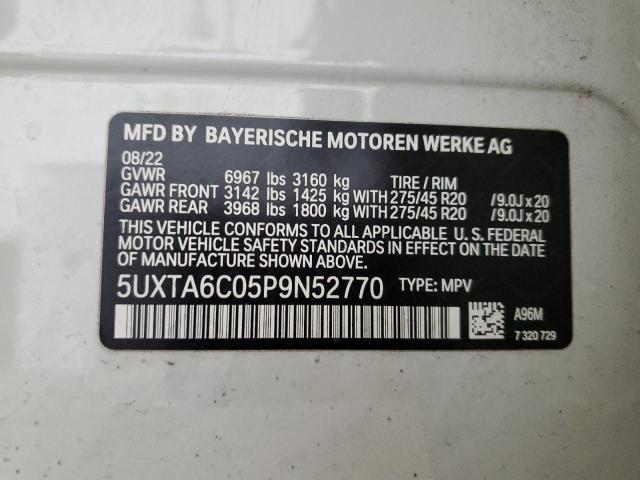 MFD BY BAYERISCHE MOTOREN WERKE AG
08/22
GVWR 6967 lbs 3160 kg TIRE / RIM
GAWR FRONT 3142 lbs 1425 kg WITH 275/45 R20 /9.0J x 20
GAWR REAR 3968 lbs 1800 kg WITH 275/45 R20 /9.0J x 20
THIS VEHICLE CONFORMS TO ALL APPLICABLE U. S. FEDERAL
MOTOR VEHICLE SAFETY STANDARDS IN EFFECT ON THE DATE
OF MANUFACTURE SHOWN ABOVE.
5UXTA6C05P9N52770 TYPE: MPV
A96M
7 320 729